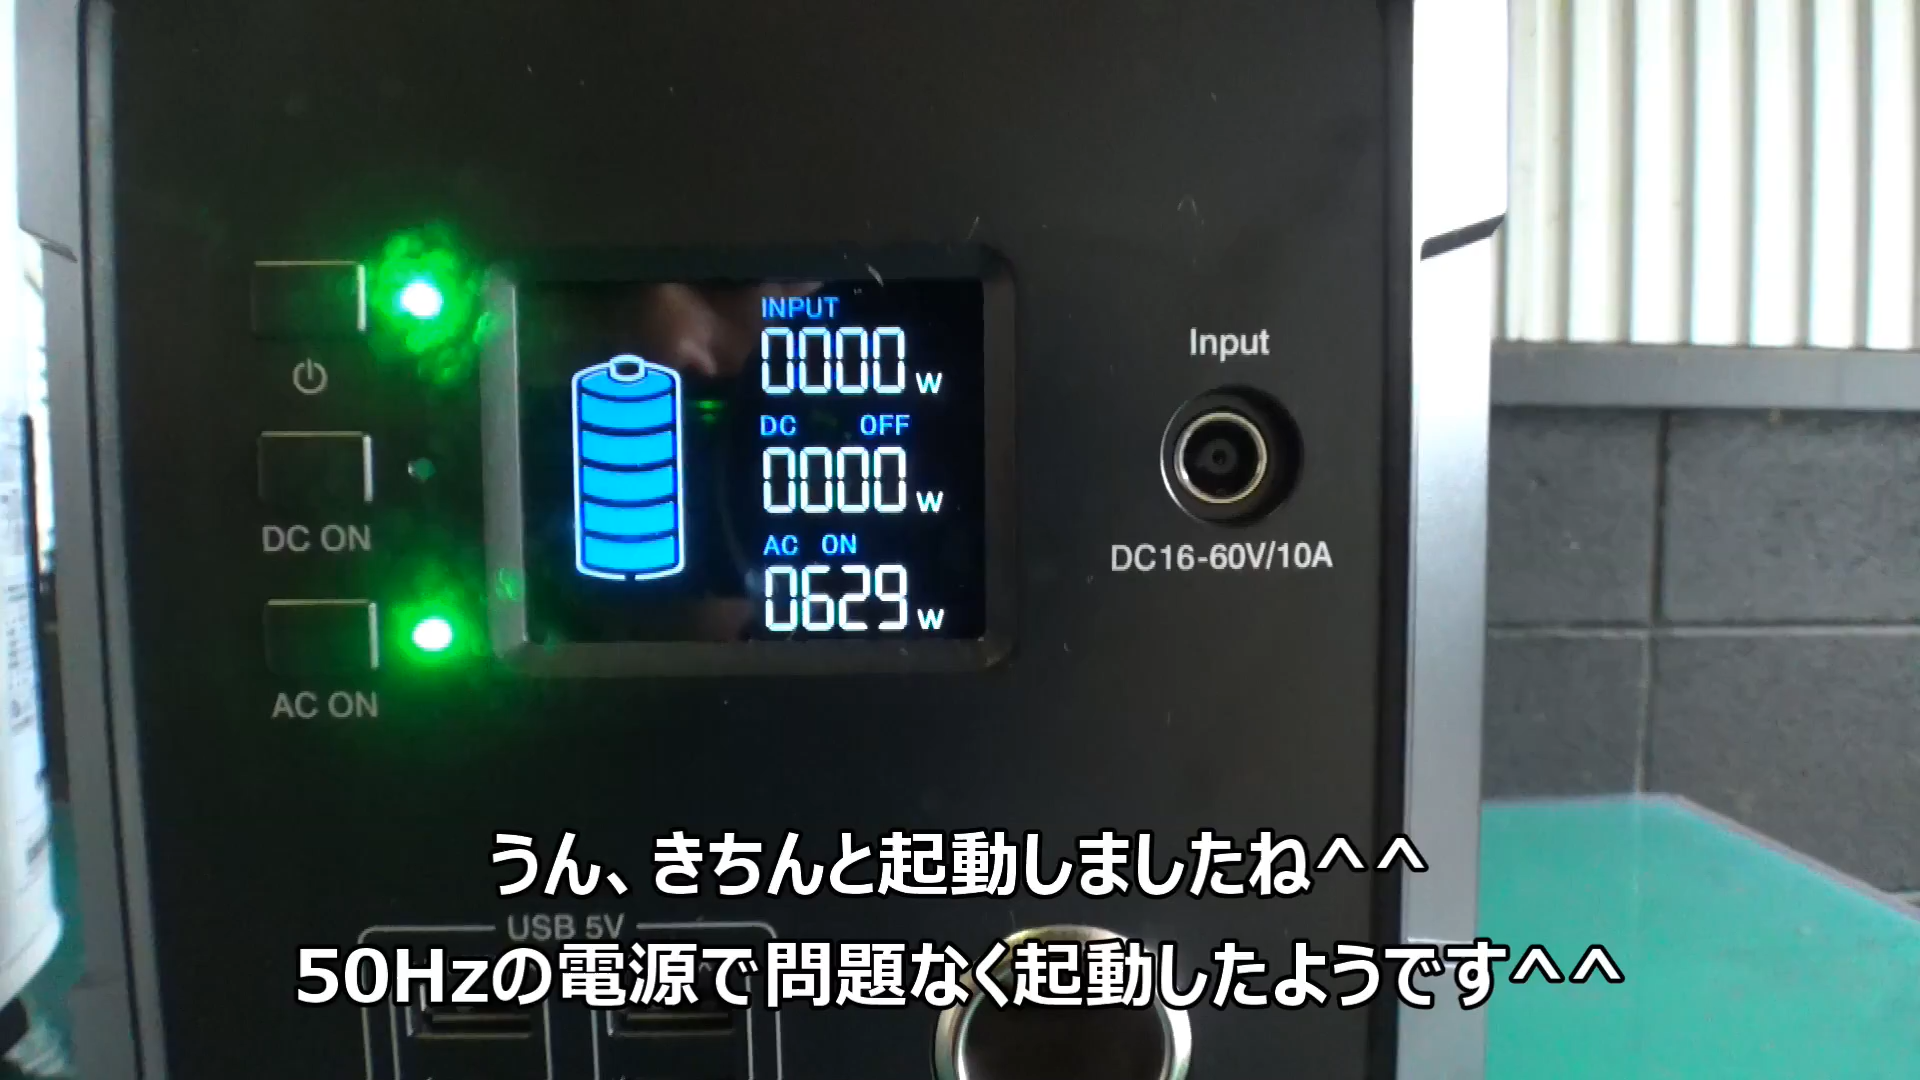 INPUT
0000 W
DC OFF
0000 W
AC ON
0629 W
DC ON
AC ON
Input
DC16-60V/10A
うん、きちんと起動しましたね^^
USB 5V
50Hzの電源で問題なく起動したようです^^